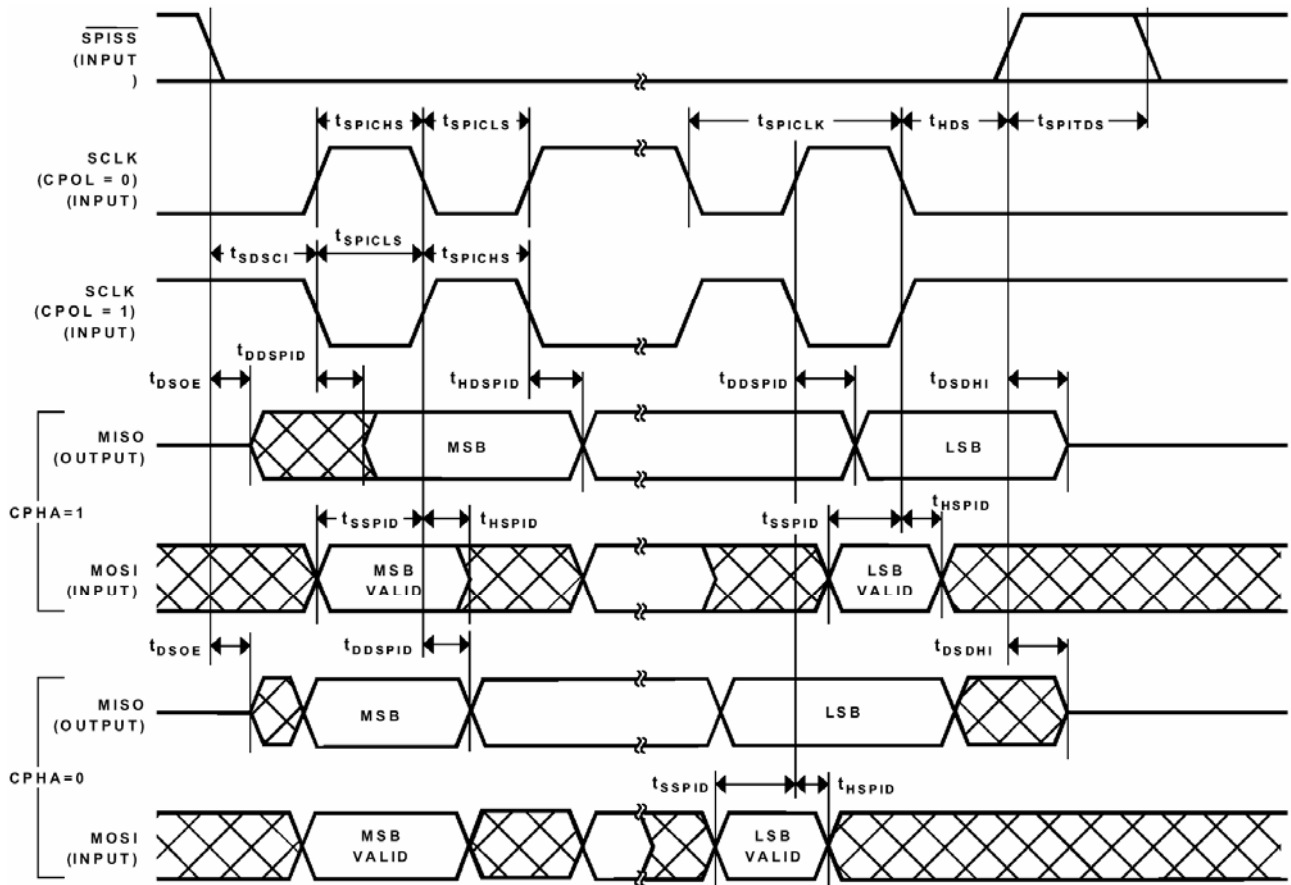 SPISS
(INPUT
)
tSPICHS tSPICLS tSPICLK tHDS tSPITDS
SCLK
(CPOL = 0)
(INPUT)
tSDSCI tSPICLS tSPICHS
SCLK
(CPOL = 1)
(INPUT)
tDSOE tDDSPID tHDSPID tDDSPID tDSDHI
CPHA=1
MISO
(OUTPUT)
MSB LSB
tSSPID tHSPID tSSPID tHSPID
MOSI
(INPUT)
MSB
VALID
LSB
VALID
tDSOE tDDSPID tDSDHI
CPHA=0
MISO
(OUTPUT)
MSB LSB
tSSPID tHSPID
MOSI
(INPUT)
MSB
VALID
LSB
VALID